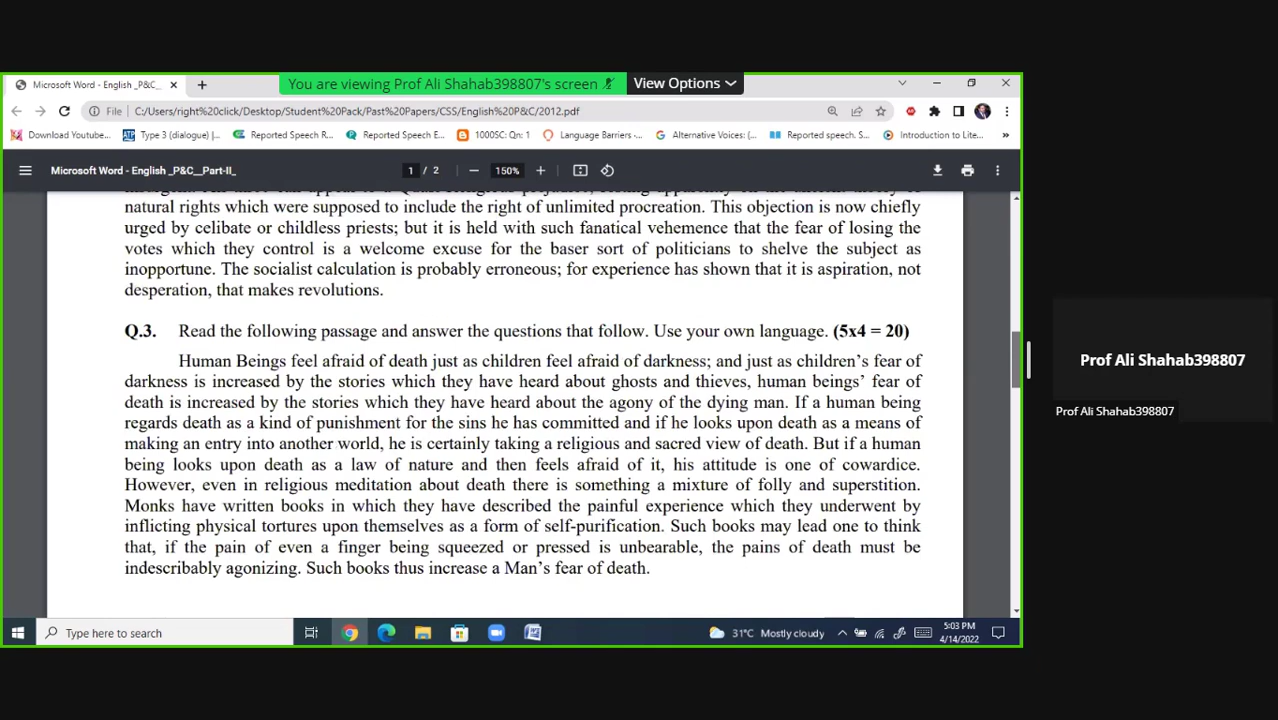 Microsoft Word - English _P&C_
You are viewing Prof Ali Shahab398807's screen
View Options
File
C:/Users/right%20click/Desktop/Student%20Pack/Past%20Papers/CSS/English%20P&C/2012.pdf
Download Youtube...
Type 3 (dialogue) |...
Reported Speech R...
Reported Speech E...
1000SC: Qn: 1
Language Barriers -...
Alternative Voices: (...
Reported speech. S...
Introduction to Lite...
»
Microsoft Word - English _P&C__Part-II_
1 / 2
150%
natural rights which were supposed to include the right of unlimited procreation. This objection is now chiefly
urged by celibate or childless priests; but it is held with such fanatical vehemence that the fear of losing the
votes which they control is a welcome excuse for the baser sort of politicians to shelve the subject as
inopportune. The socialist calculation is probably erroneous; for experience has shown that it is aspiration, not
desperation, that makes revolutions.
Q.3. Read the following passage and answer the questions that follow. Use your own language. (5x4 = 20)
Human Beings feel afraid of death just as children feel afraid of darkness; and just as children's fear of
darkness is increased by the stories which they have heard about ghosts and thieves, human beings' fear of
death is increased by the stories which they have heard about the agony of the dying man. If a human being
regards death as a kind of punishment for the sins he has committed and if he looks upon death as a means of
making an entry into another world, he is certainly taking a religious and sacred view of death. But if a human
being looks upon death as a law of nature and then feels afraid of it, his attitude is one of cowardice.
However, even in religious meditation about death there is something a mixture of folly and superstition.
Monks have written books in which they have described the painful experience which they underwent by
inflicting physical tortures upon themselves as a form of self-purification. Such books may lead one to think
that, if the pain of even a finger being squeezed or pressed is unbearable, the pains of death must be
indescribably agonizing. Such books thus increase a Man's fear of death.
Prof Ali Shahab398807
Prof Ali Shahab398807
Type here to search
31°C Mostly cloudy
5:03 PM
4/14/2022